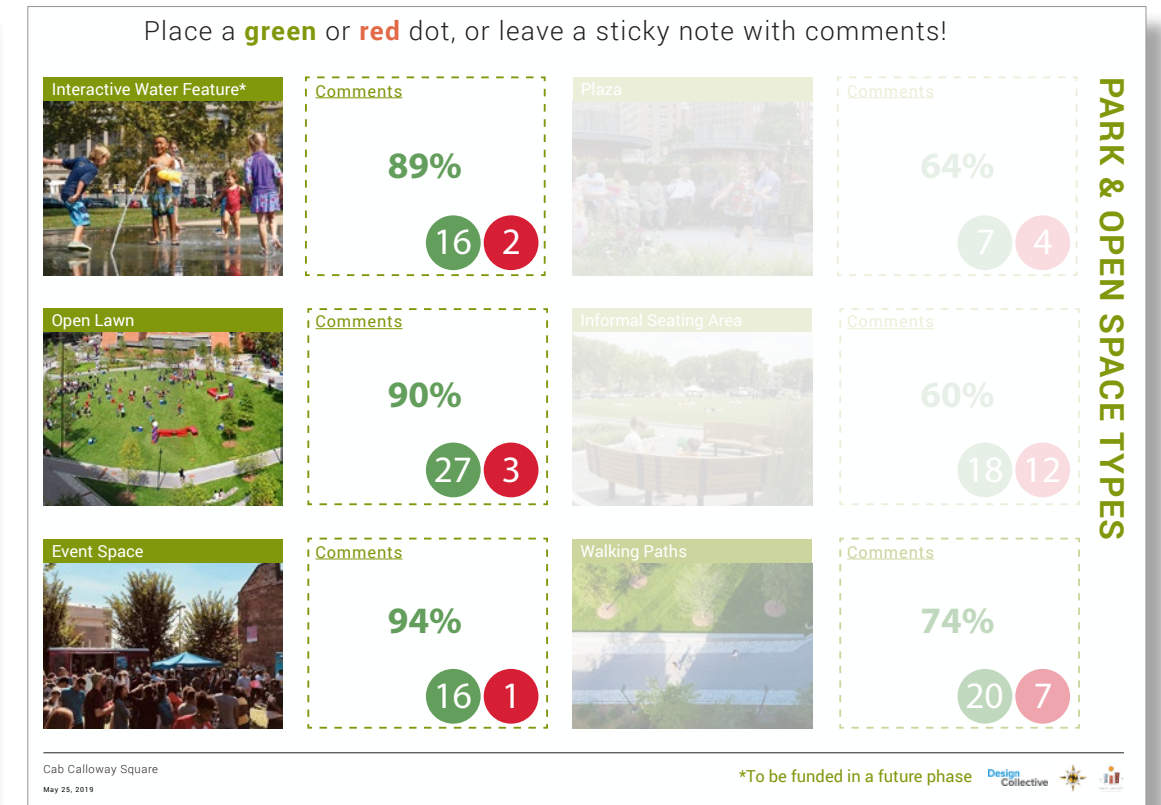 Place a green or red dot, or leave a sticky note with comments!
Interactive Water Feature*
Comments
89%
16 2
Plaza
Comments
64%
7 4
Open Lawn
Comments
90%
27 3
Informal Seating Area
Comments
60%
18 12
Event Space
Comments
94%
16 1
Walking Paths
Comments
74%
20 7
PARK & OPEN SPACE TYPES
Cab Calloway Square
May 25, 2019
*To be funded in a future phase
Design
Collective